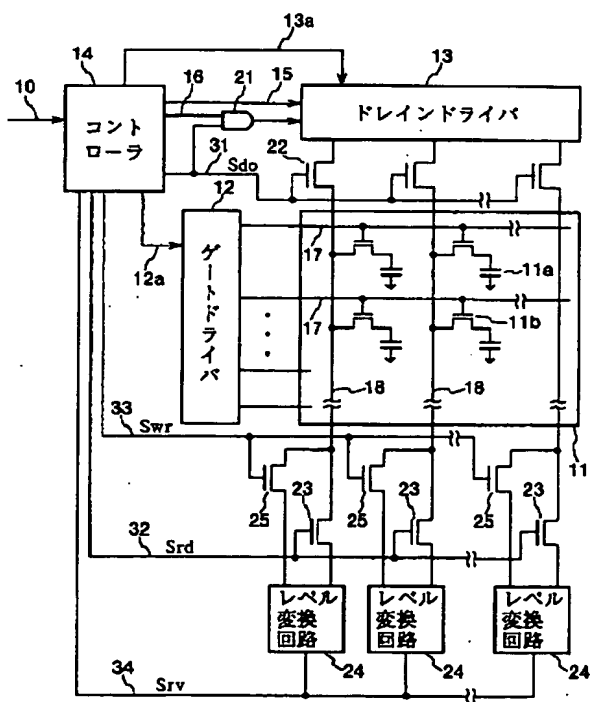 13a
14
13
10
16
21
15
コント
ローラ
ドレインドライバ
31
Sdo
22
12
12a
17
11a
ゲートドライバ
17
11b
18
18
33
Swr
11
25
23
25
23
25
23
32
Srd
レベル
変換
回路
レベル
変換
回路
レベル
変換
回路
24
24
24
34
Srv